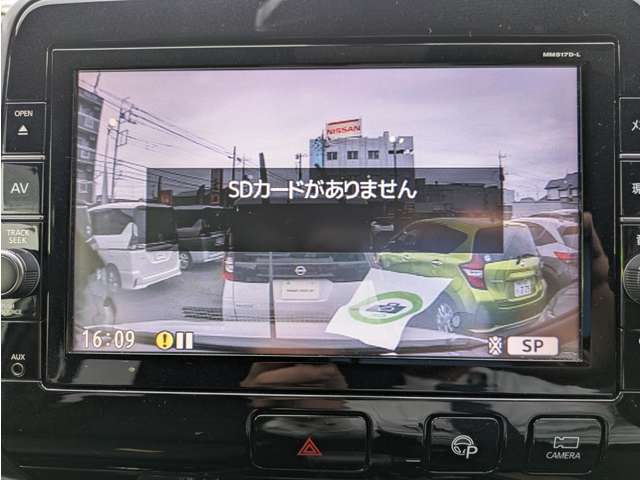 MM517D-L
OPEN
NISSAN
AV
SDカードがありません
TRACK
SEEK
16:09
SP
AUX
P
CAMERA